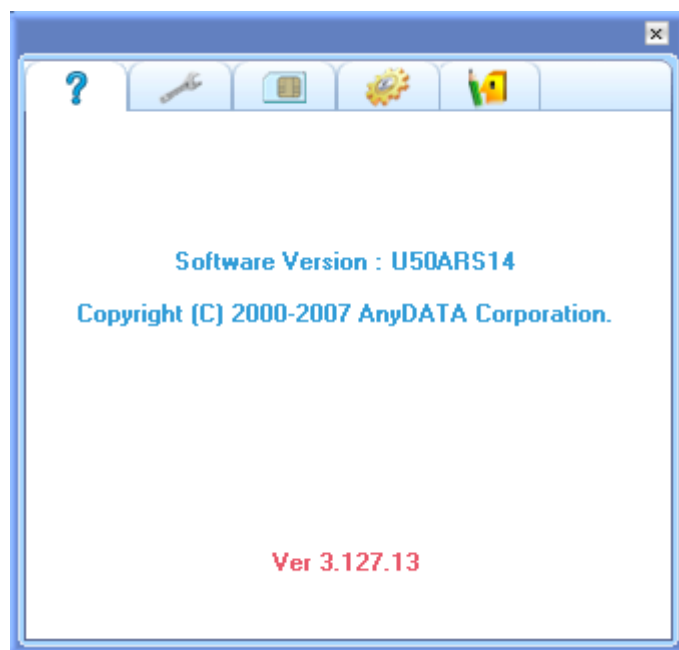 Software Version : U50ARS14
Copyright (C) 2000-2007 AnyDATA Corporation.
Ver 3.127.13